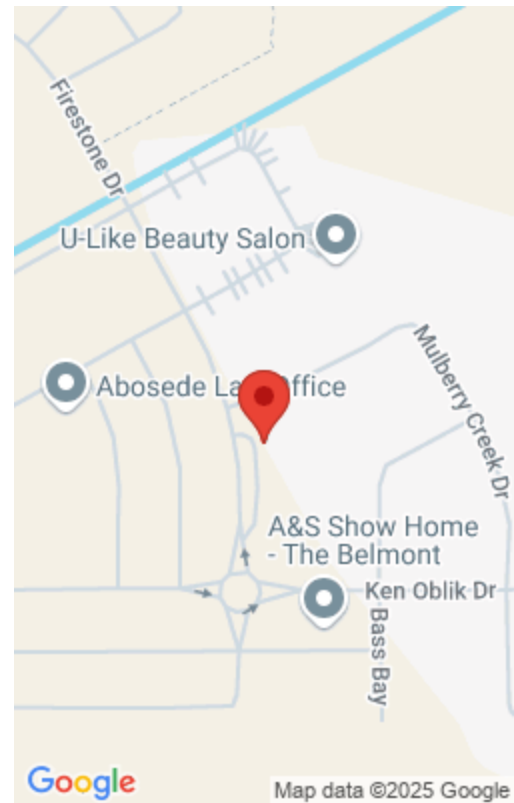 Firestone Dr
U-Like Beauty Salon
Mulberry Creek Dr
Abosede La Office
A&S Show Home
- The Belmont
Ken Oblik Dr
Bass Bay
Google
Map data ©2025 Google